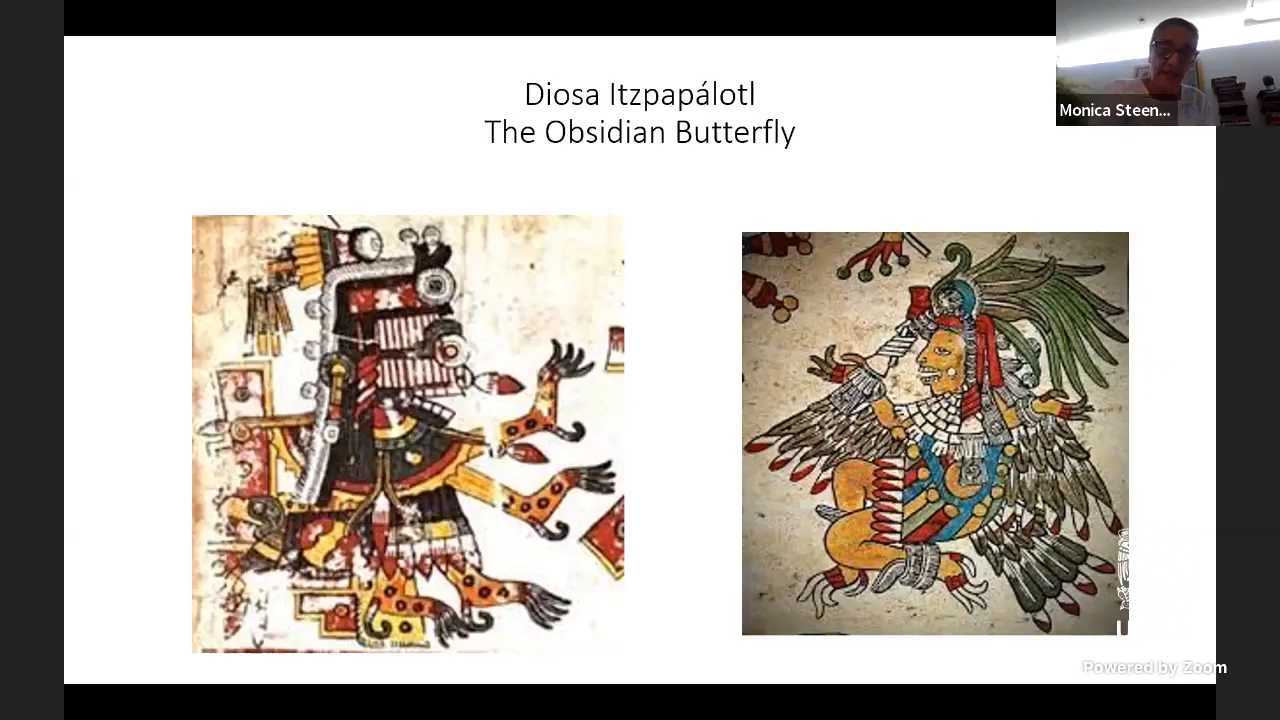 Diosa Itzpapálotl
The Obsidian Butterfly
Monica Steen...
U
Powered by Zoom